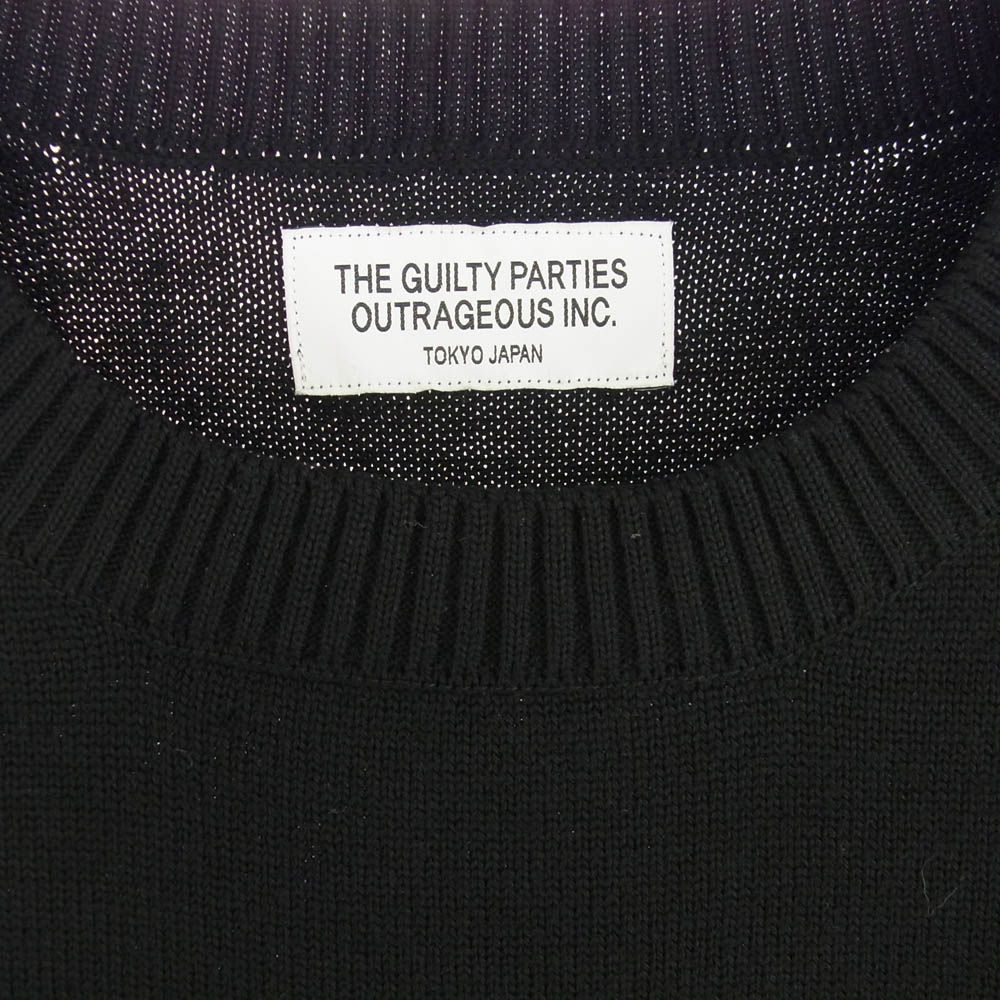 THE GUILTY PARTIES
OUTRAGEOUS INC.
TOKYO JAPAN